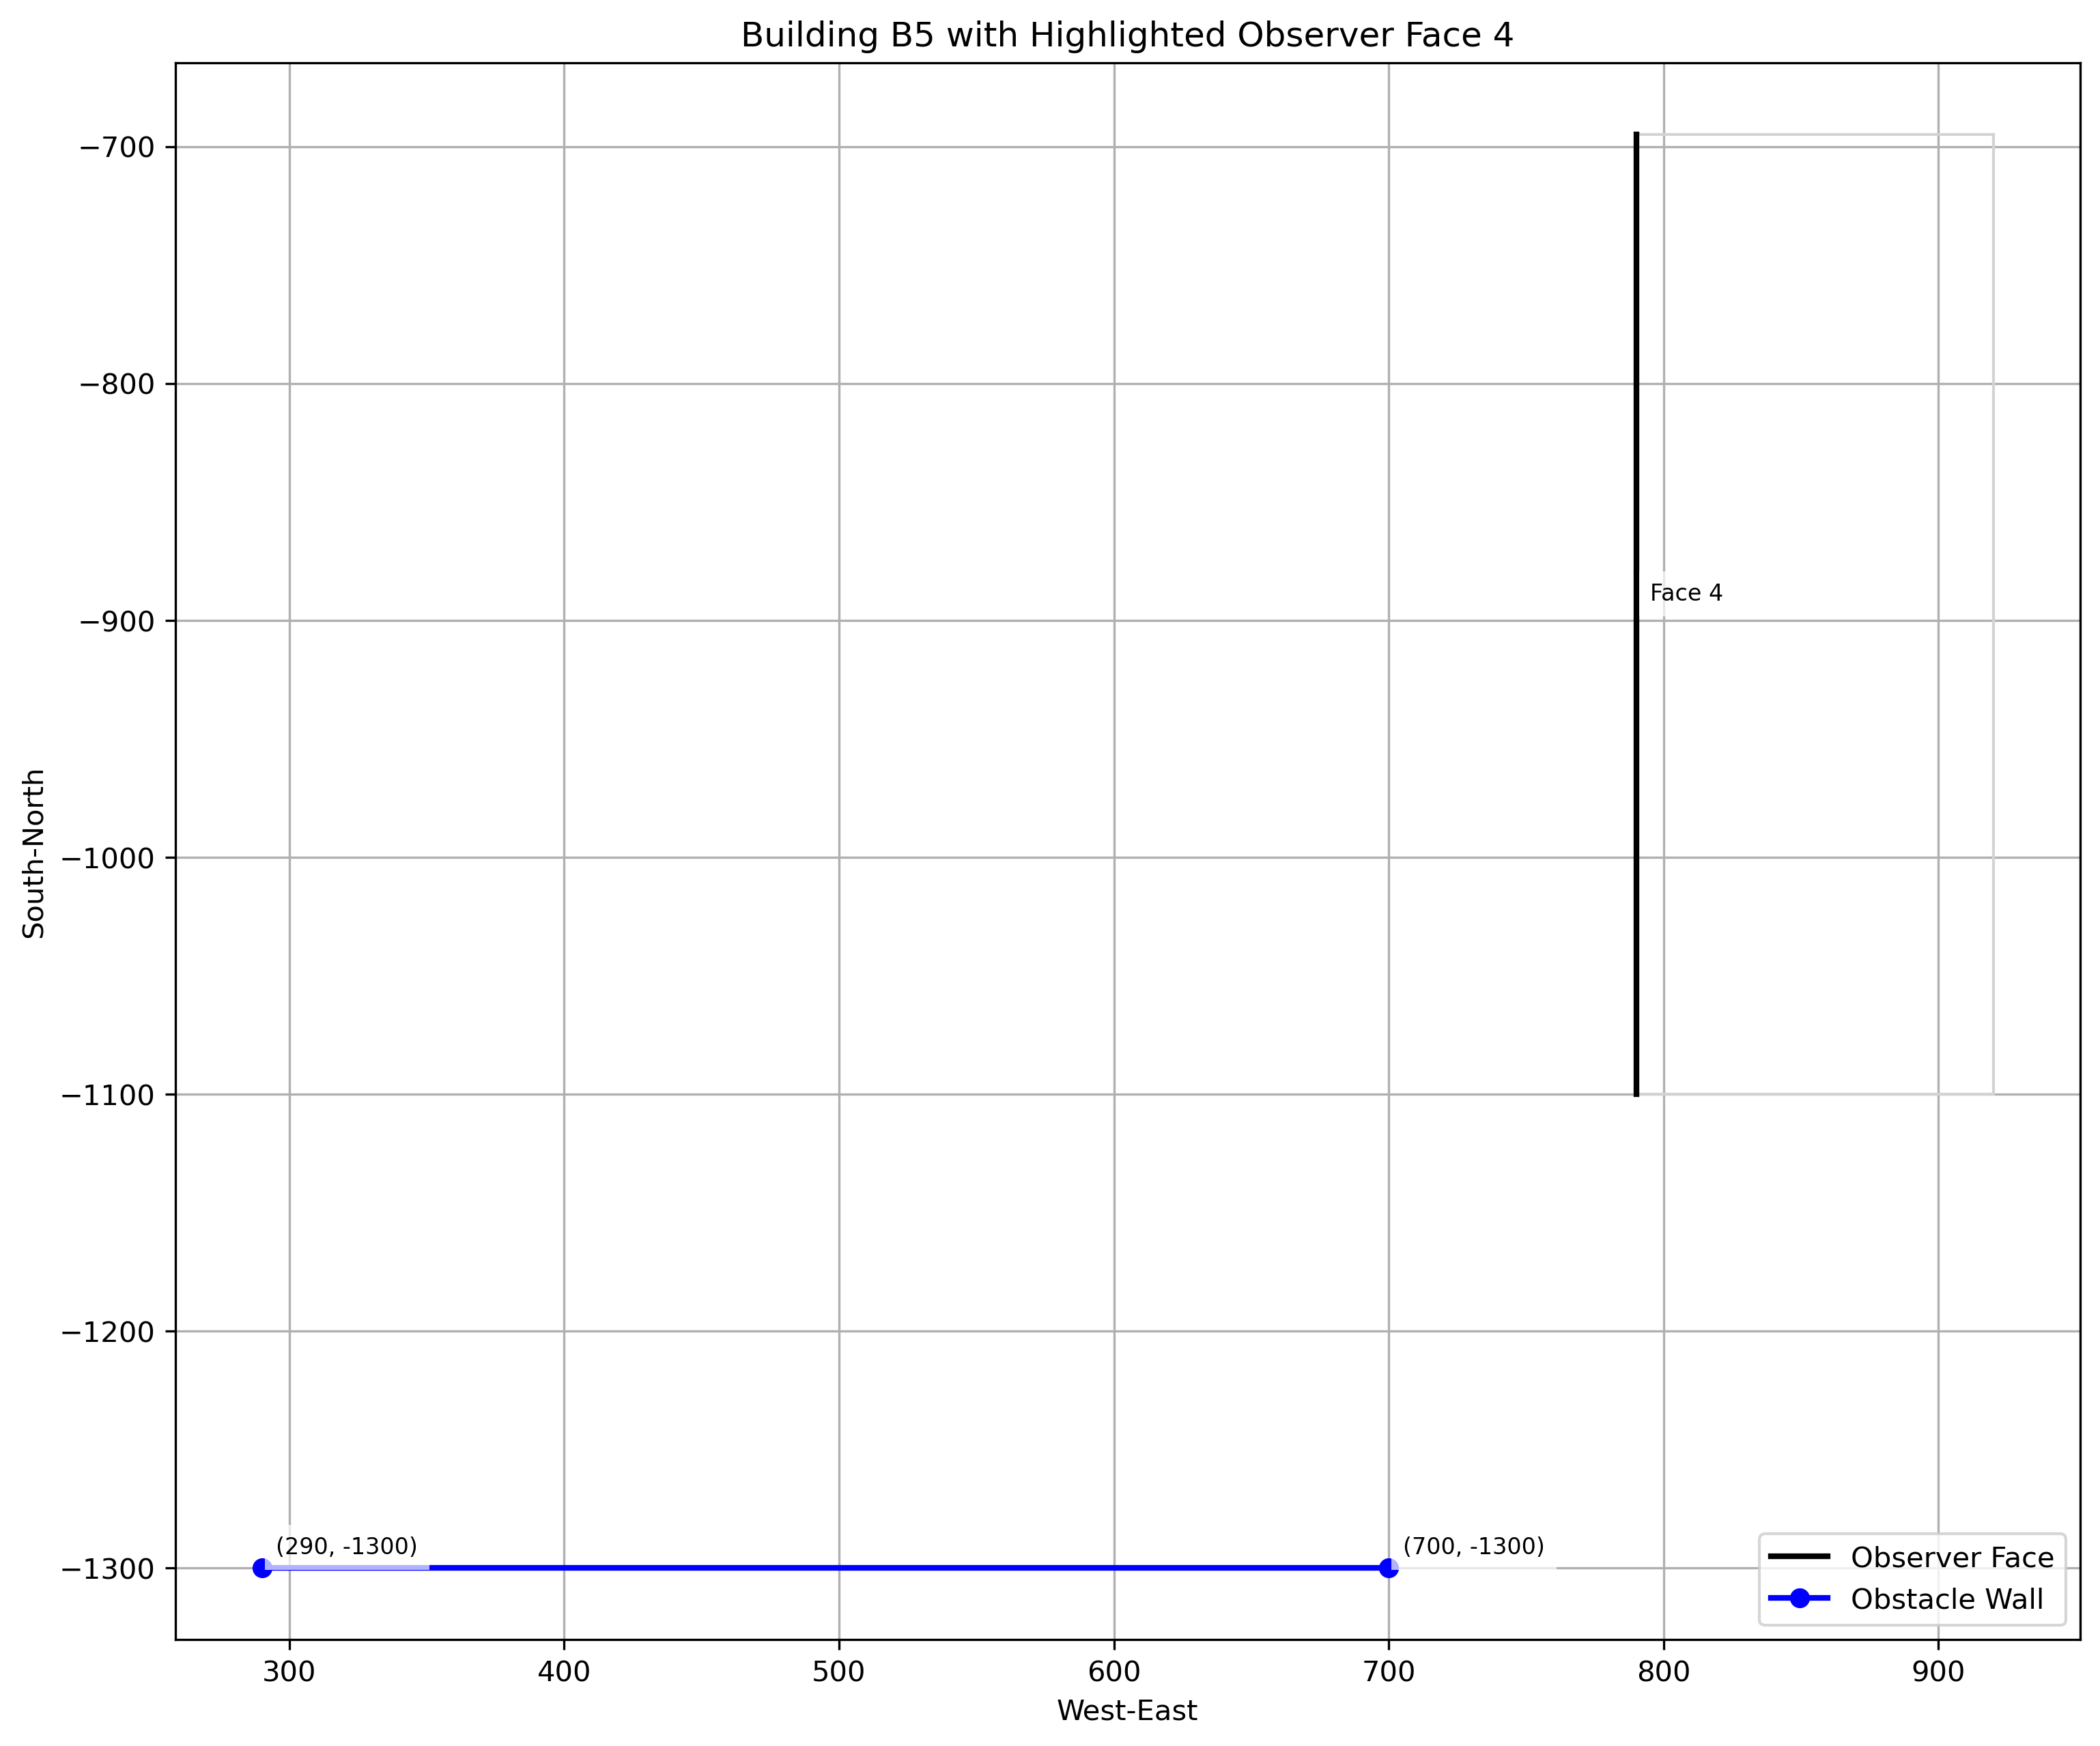 Building B5 with Highlighted Observer Face 4
−700
−800
−900
−1000
−1100
−1200
−1300
South-North
Face 4
(290, -1300)
(700, -1300)
Observer Face
Obstacle Wall
300 400 500 600 700 800 900
West-East